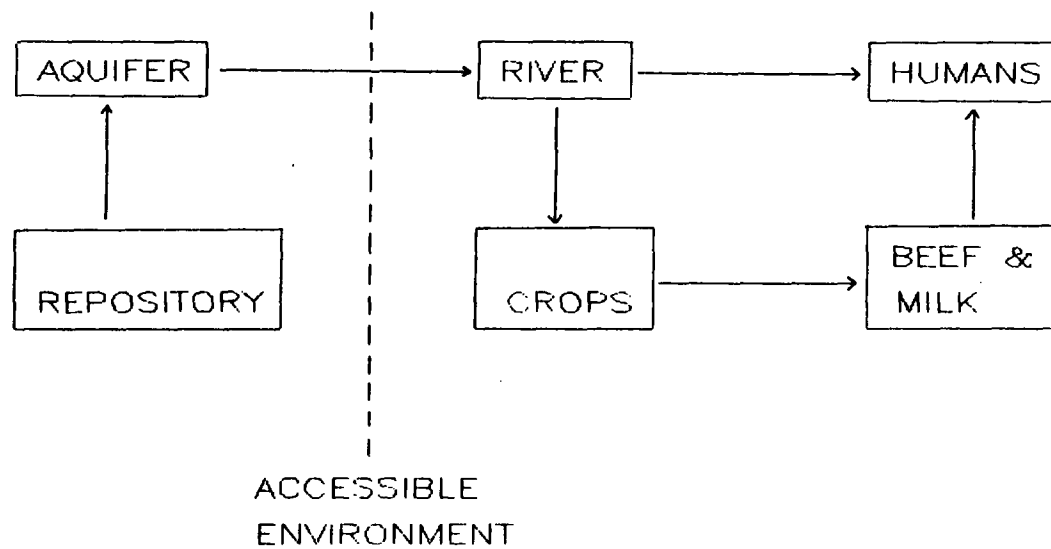 AQUIFER
RIVER
HUMANS
REPOSITORY
CROPS
BEEF &
MILK
ACCESSIBLE
ENVIRONMENT